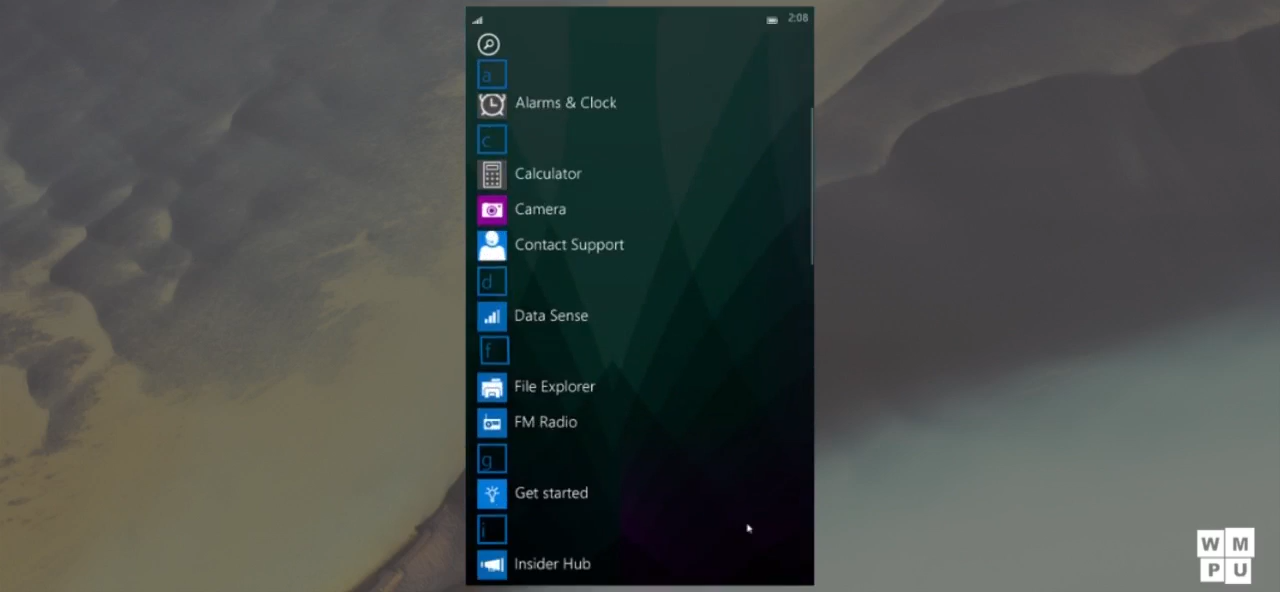 2:08
a
Alarms & Clock
c
Calculator
Camera
Contact Support
d
Data Sense
f
File Explorer
FM Radio
g
Get started
i
Insider Hub
W M
P U